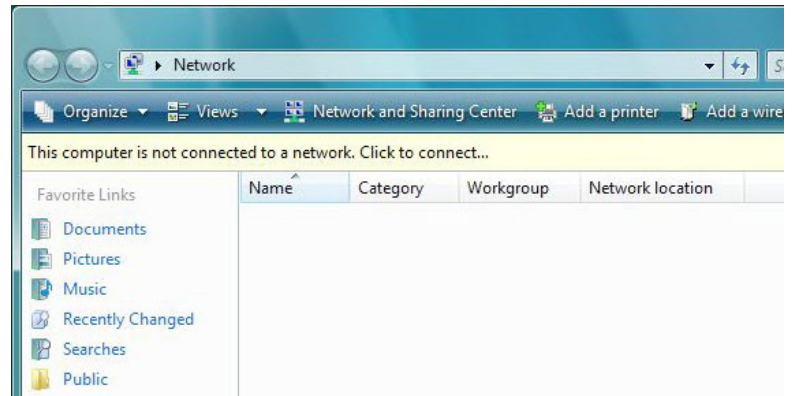 Network
Organize Views Network and Sharing Center Add a printer Add a wire
This computer is not connected to a network. Click to connect...
Favorite Links
Name Category Workgroup Network location
Documents
Pictures
Music
Recently Changed
Searches
Public